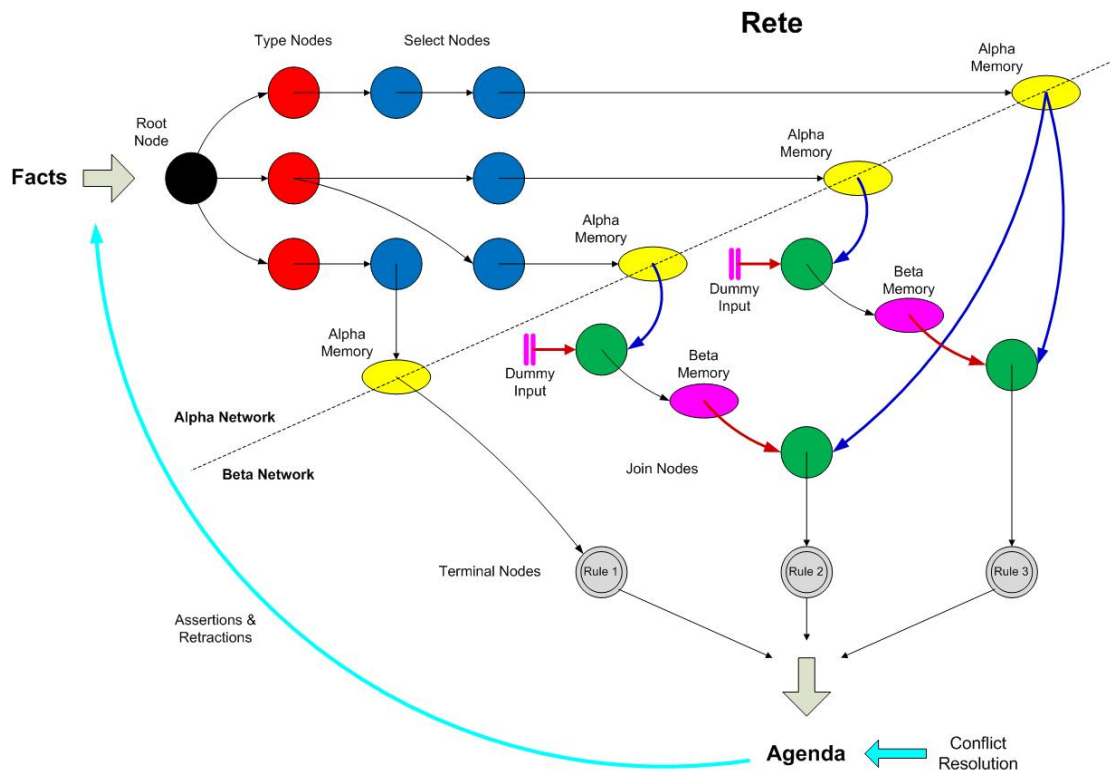 Rete
Type Nodes
Select Nodes
Alpha
Memory
Root
Node
Alpha
Memory
Facts
Alpha
Memory
Dummy
Input
Beta
Memory
Alpha
Memory
Dummy
Input
Beta
Memory
Alpha Network
Beta Network
Join Nodes
Terminal Nodes
Rule 1
Rule 2
Rule 3
Assertions &
Retractions
Agenda
Conflict
Resolution